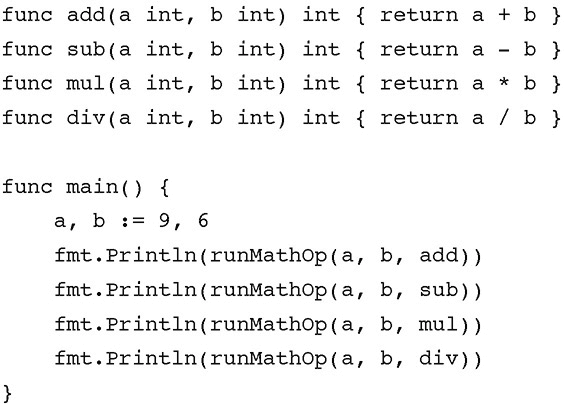 func add(a int, b int) int { return a + b }
func sub(a int, b int) int { return a - b }
func mul(a int, b int) int { return a * b }
func div(a int, b int) int { return a / b }

func main() {
    a, b := 9, 6
    fmt.Println(runMathOp(a, b, add))
    fmt.Println(runMathOp(a, b, sub))
    fmt.Println(runMathOp(a, b, mul))
    fmt.Println(runMathOp(a, b, div))
}